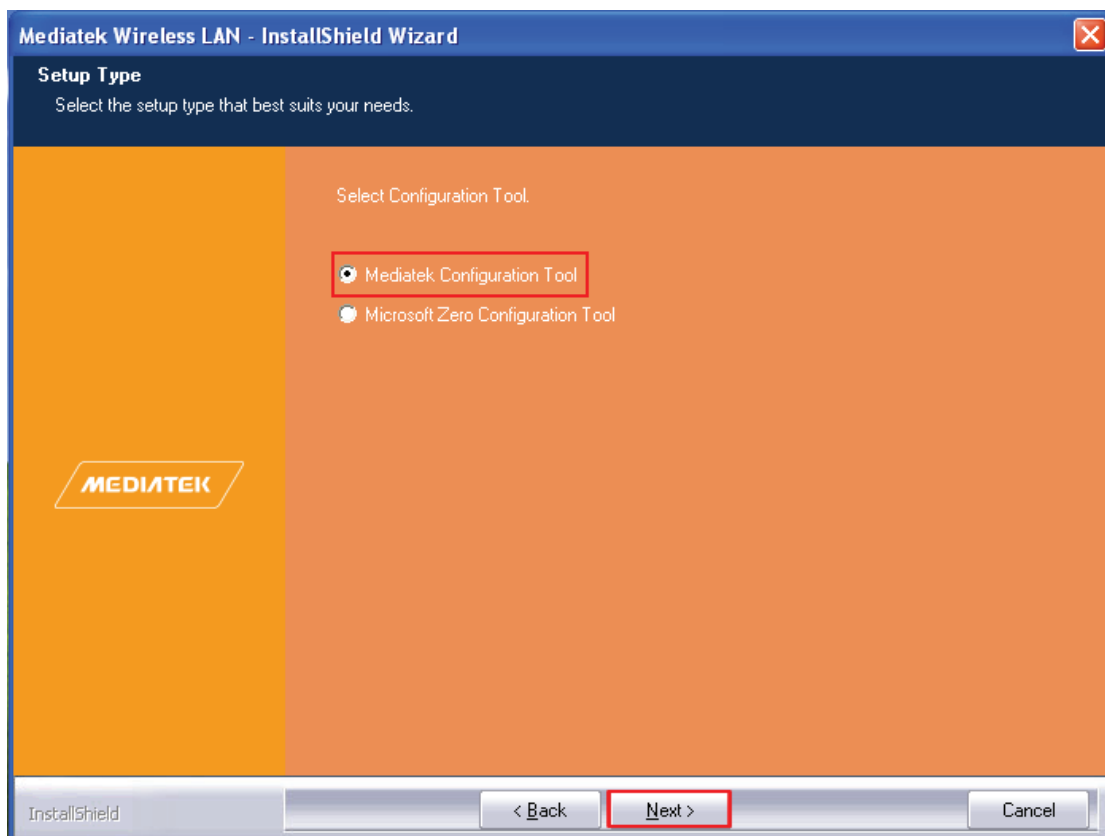 Mediatek Wireless LAN - InstallShield Wizard
Setup Type
Select the setup type that best suits your needs.
Select Configuration Tool.
Mediatek Configuration Tool
Microsoft Zero Configuration Tool
MEDIATEK
InstallShield
< Back
Next >
Cancel